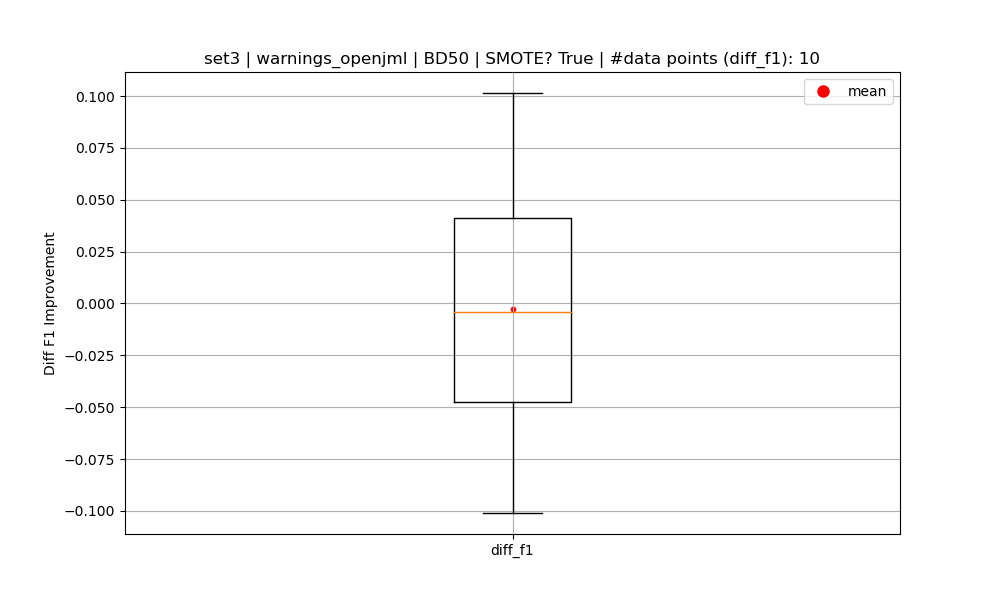 set3 | warnings_openjml | BD50 | SMOTE? True | #data points (diff_f1): 10
mean
Diff F1 Improvement
0.100
0.075
0.050
0.025
0.000
−0.025
−0.050
−0.075
−0.100
diff_f1